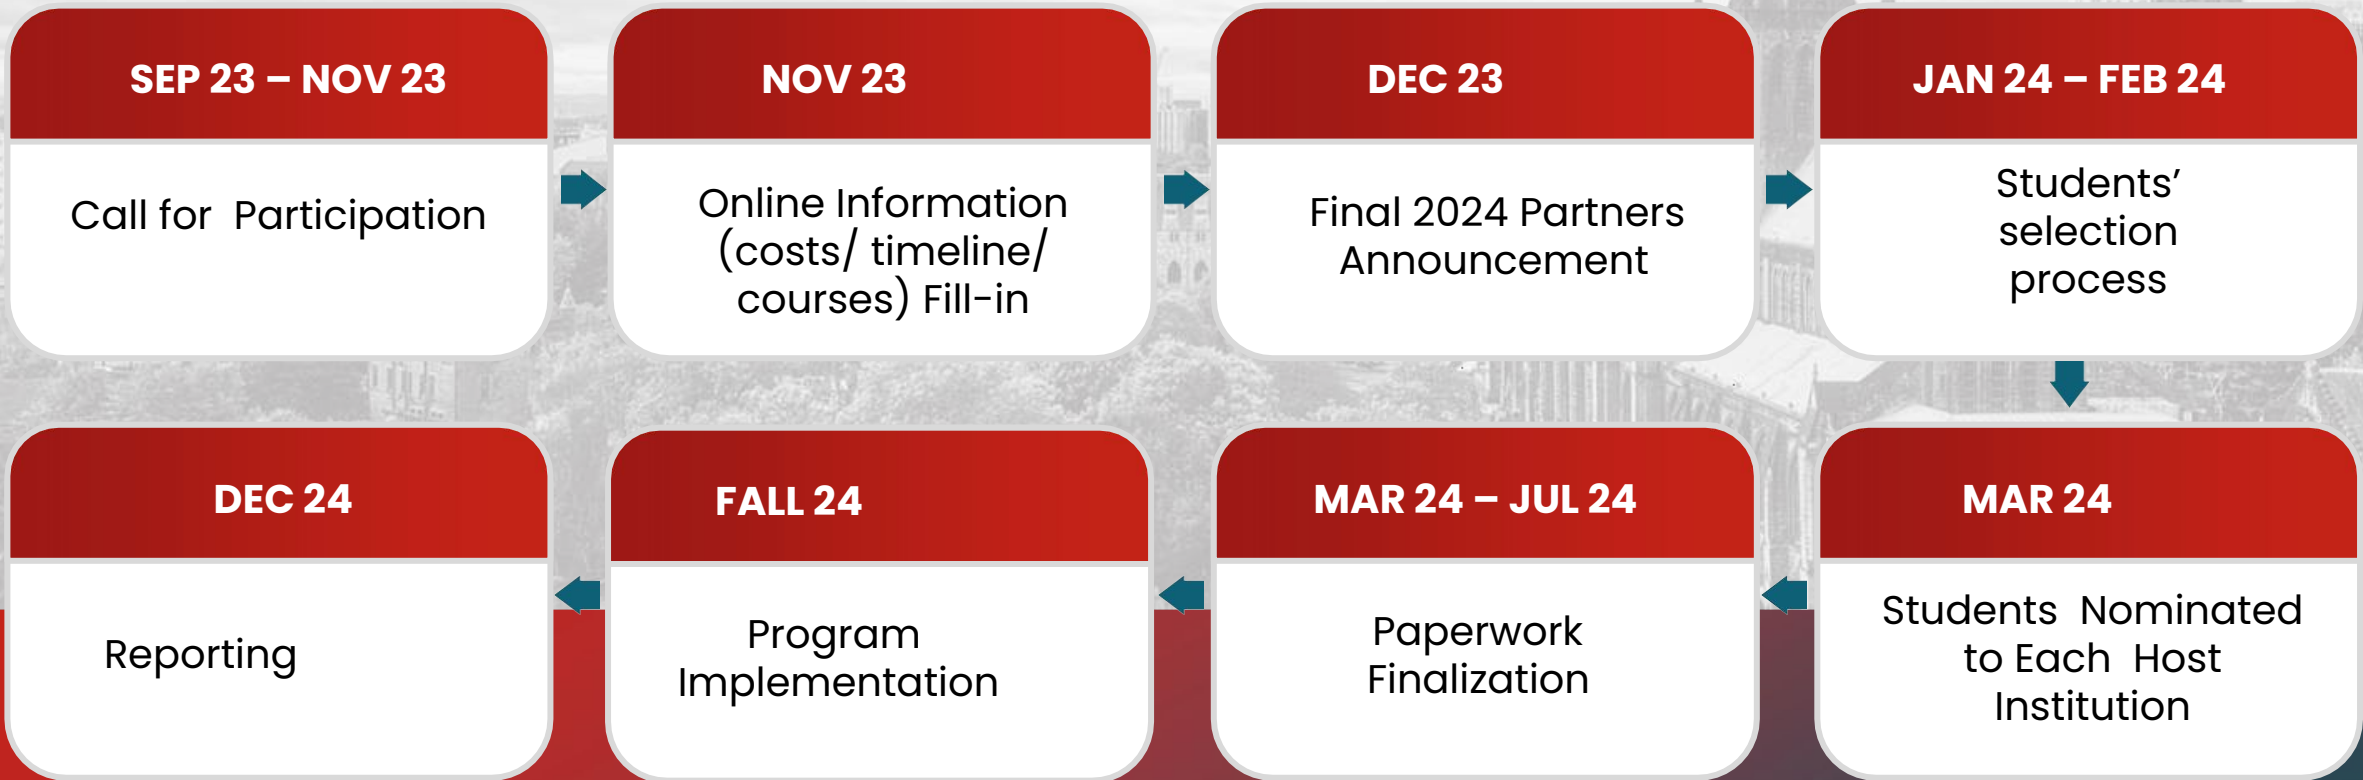 SEP 23 – NOV 23
Call for Participation
NOV 23
Online Information
(costs/ timeline/
courses) Fill-in
DEC 23
Final 2024 Partners
Announcement
JAN 24 – FEB 24
Students’
selection
process
MAR 24
Students Nominated
to Each Host
Institution
MAR 24 – JUL 24
Paperwork
Finalization
FALL 24
Program
Implementation
DEC 24
Reporting